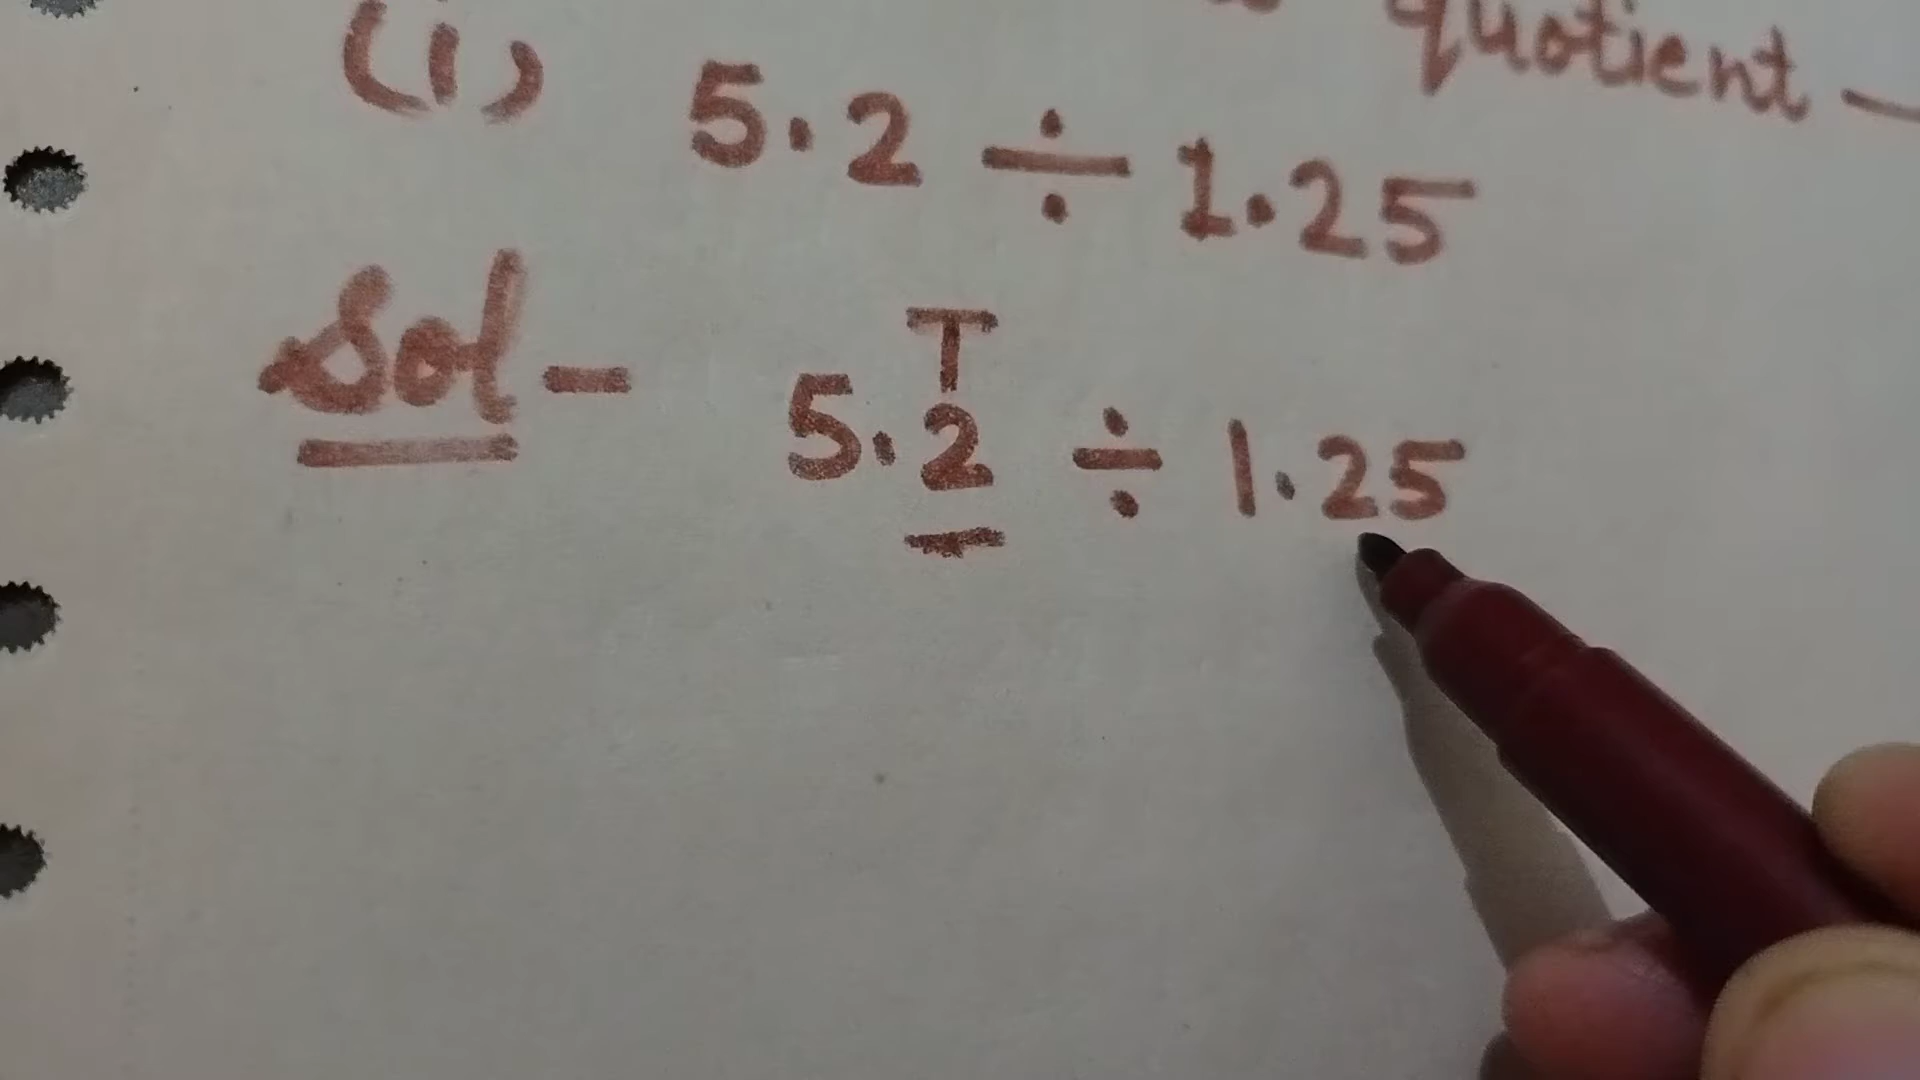 quotient —
(i) 5.2 ÷ 1.25
T
Sol - 5.2 ÷ 1.25